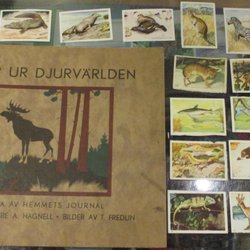 UR DJURVÄRLDEN
A AV HEMMETS JOURNAL
RE A. HAGNELL • BILDER AV T. FREDLIN